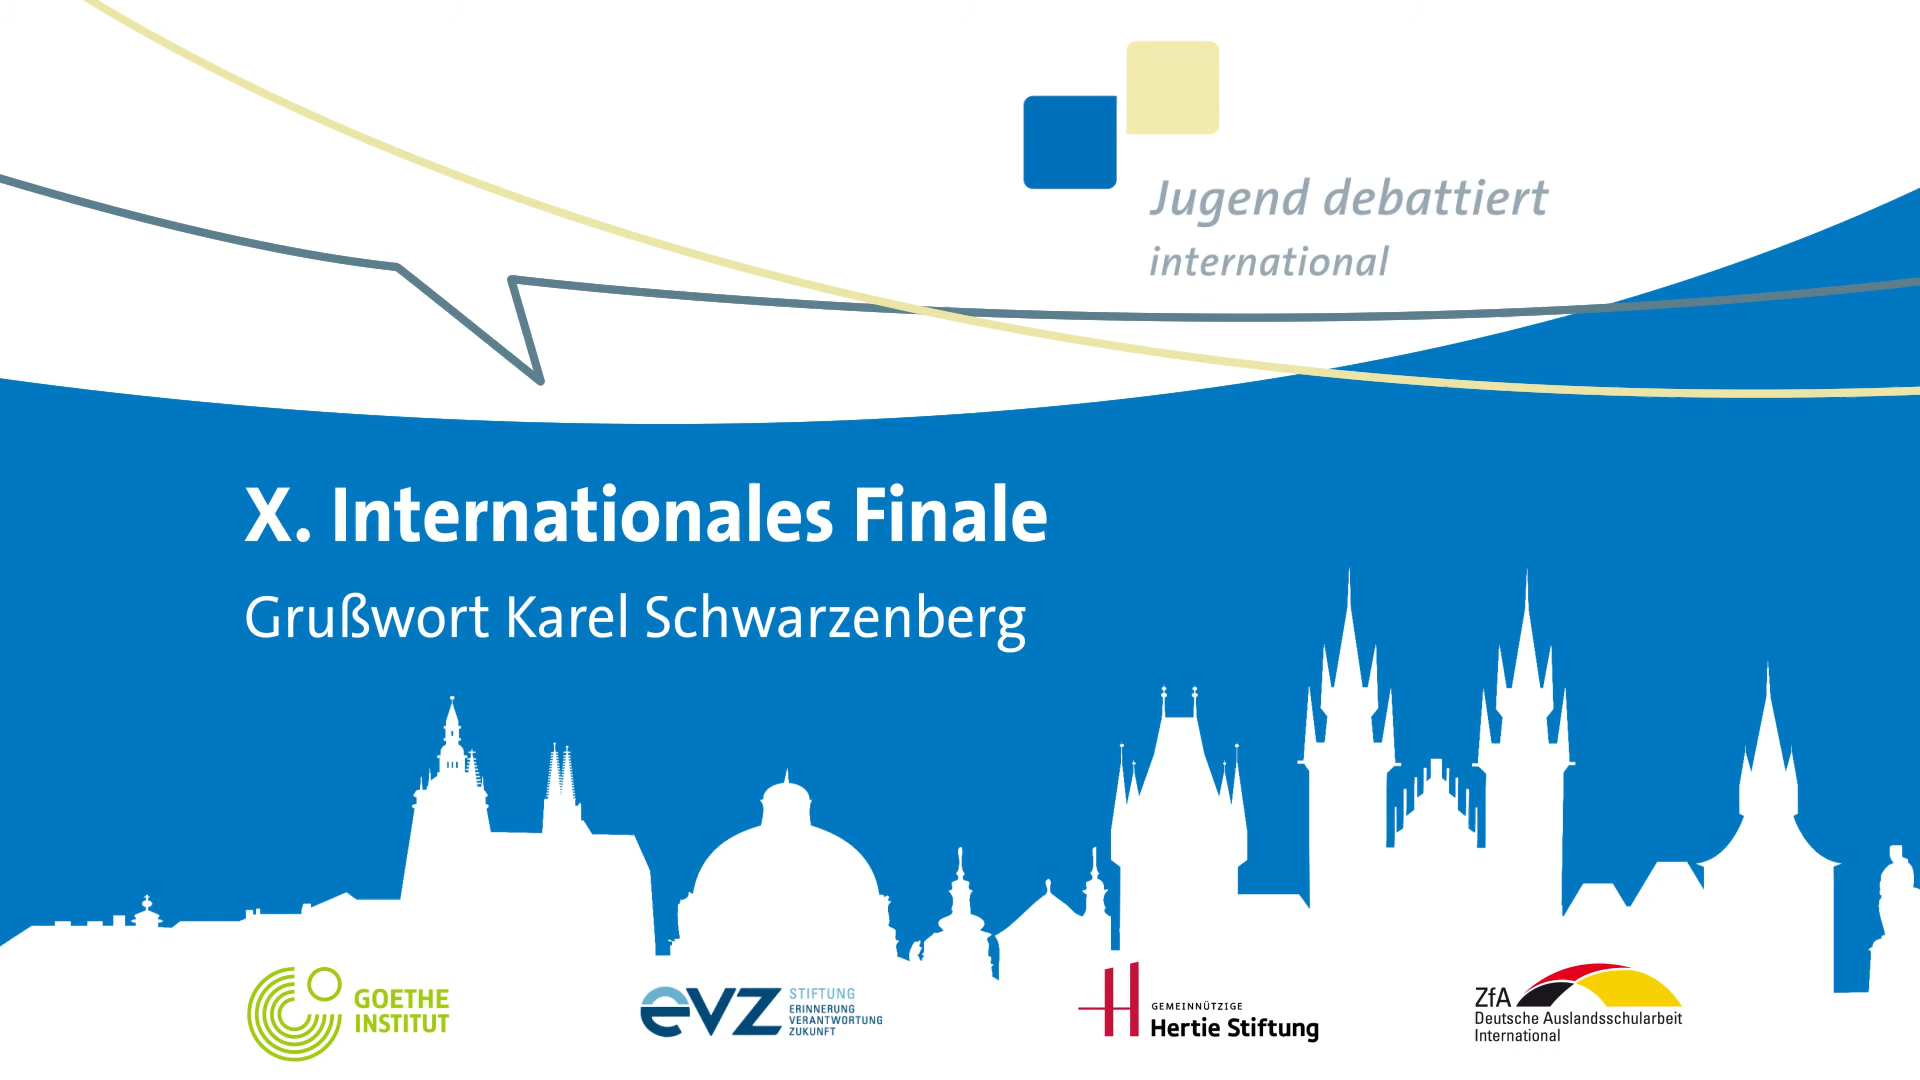 Jugend debattiert
international
X. Internationales Finale
Grußwort Karel Schwarzenberg
GOETHE
INSTITUT
eVZ
STIFTUNG
ERINNERUNG
VERANTWORTUNG
ZUKUNFT
GEMEINNÜTZIGE
Hertie Stiftung
ZfA
Deutsche Auslandsschularbeit
International